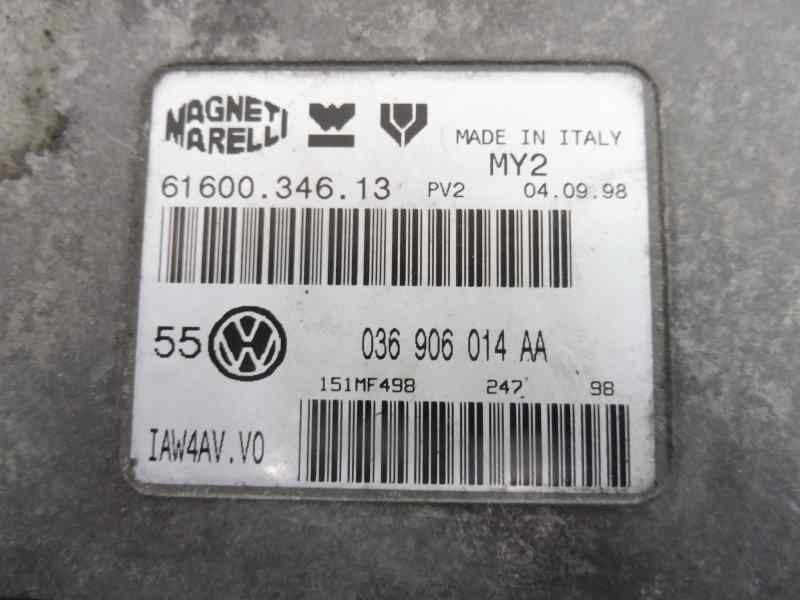 MAGNETI
MARELLI
MADE IN ITALY
MY2
61600.346.13 PV2 04.09.98
55 VW 036 906 014 AA
151MF498 247 98
IAW4AV.V0